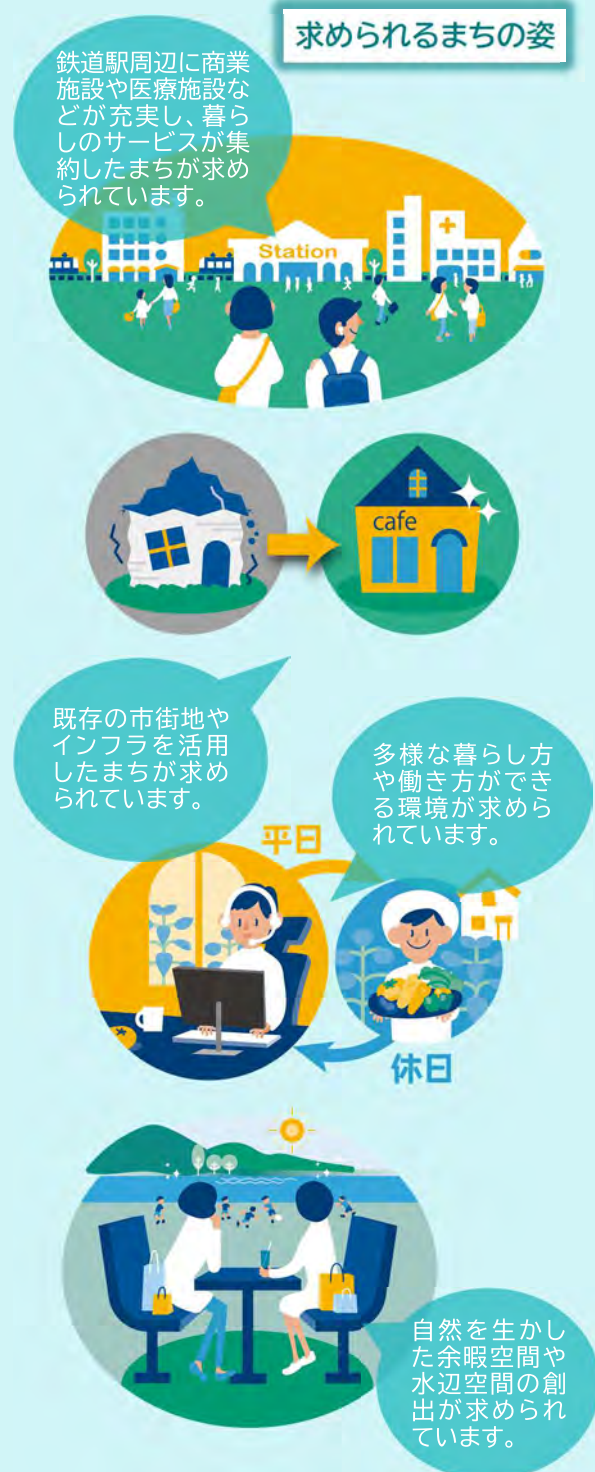 求められるまちの姿
鉄道駅周辺に商業
施設や医療施設な
どが充実し、暮ら
しのサービスが集
約したまちが求め
られています。
Station
cafe
既存の市街地や
インフラを活用
したまちが求め
られています。
多様な暮らし方
や働き方ができ
る環境が求めら
れています。
平日
休日
自然を生かし
た余暇空間や
水辺空間の創
出が求められ
ています。